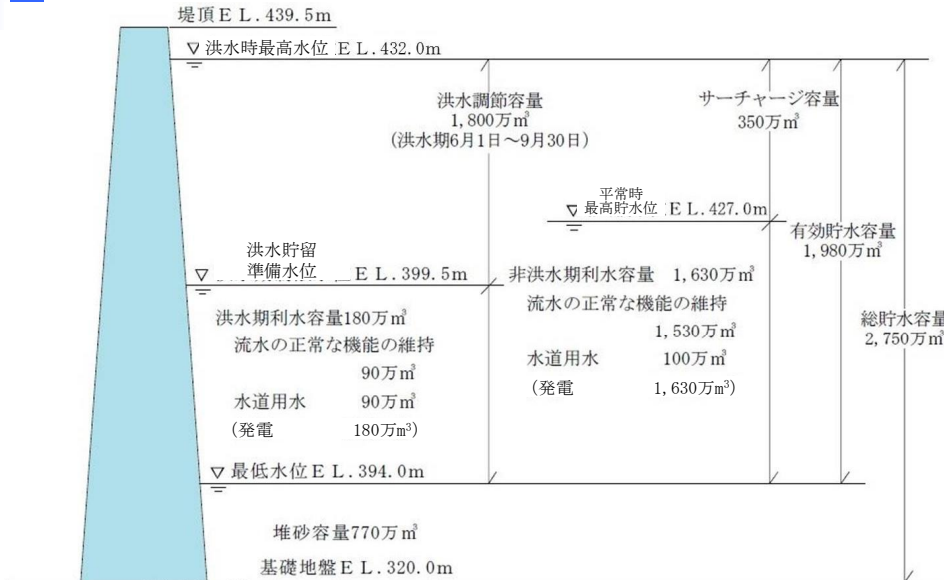 堤頂ＥＬ.439.5m
▽ 洪水時最高水位 ＥＬ.432.0m
洪水調節容量
1,800万㎥
(洪水期6月1日～9月30日)
サーチャージ容量
350万㎥
平常時
▽ 最高貯水位 ＥＬ.427.0m
有効貯水容量
1,980万㎥
洪水貯留
▽ 準備水位 ＥＬ.399.5m
非洪水期利水容量 1,630万㎥
流水の正常な機能の維持
1,530万㎥
水道用水 100万㎥
(発電 1,630万m³)
洪水期利水容量180万㎥
流水の正常な機能の維持
90万㎥
水道用水 90万㎥
(発電 180万m³)
総貯水容量
2,750万㎥
▽ 最低水位ＥＬ.394.0m
堆砂容量770万㎥
基礎地盤ＥＬ.320.0m